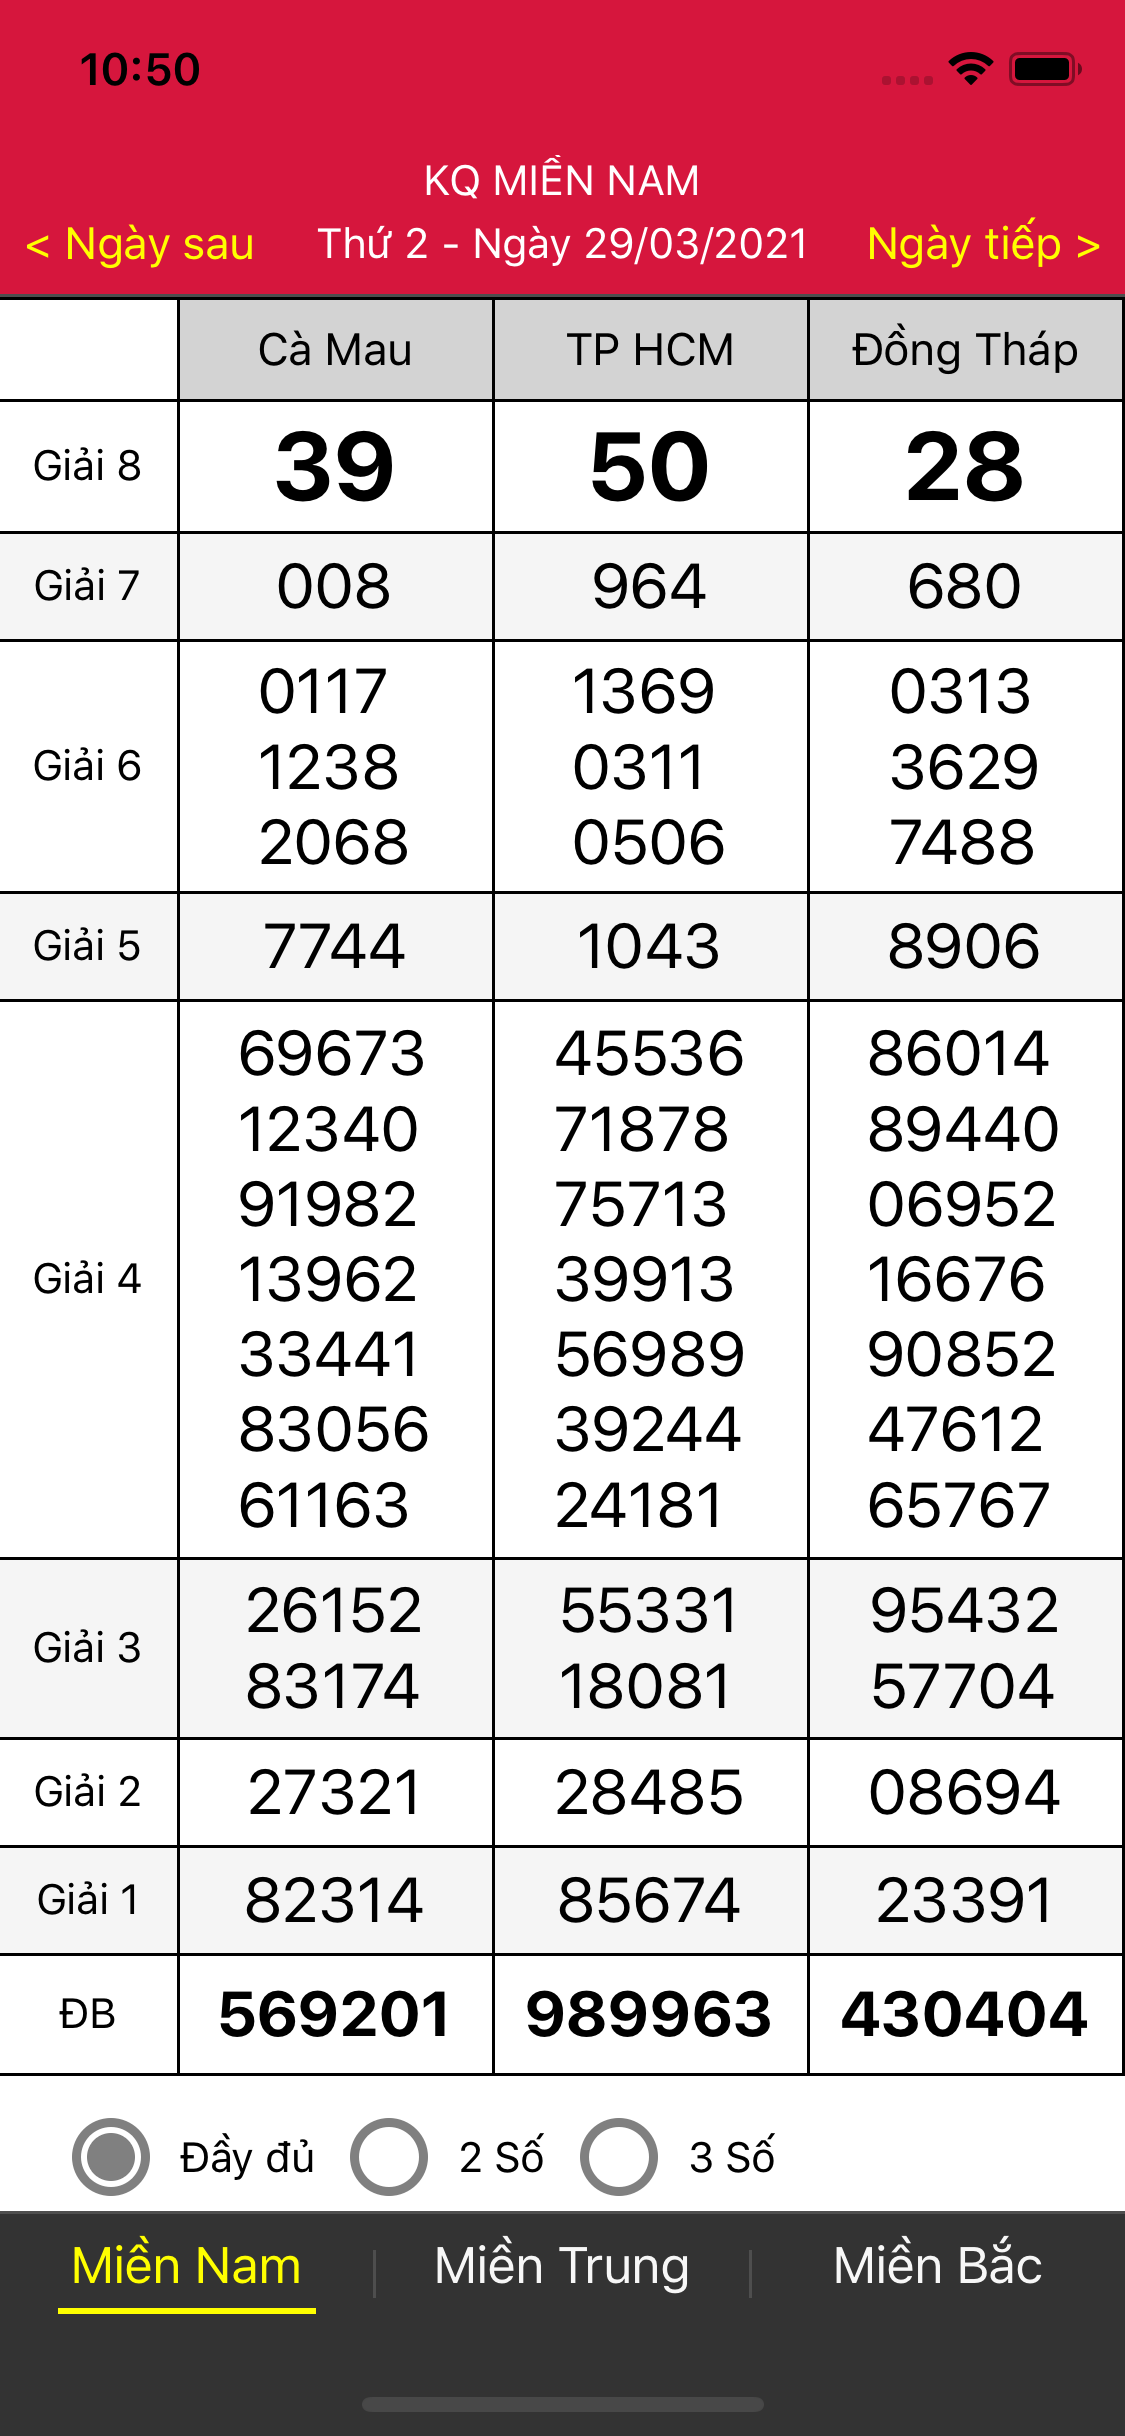 10:50
KQ MIỀN NAM
< Ngày sau Thứ 2 - Ngày 29/03/2021 Ngày tiếp >
Cà Mau TP HCM Đồng Tháp
Giải 8 39 50 28
Giải 7 008 964 680
0117 1369 0313
Giải 6 1238 0311 3629
2068 0506 7488
Giải 5 7744 1043 8906
69673 45536 86014
12340 71878 89440
91982 75713 06952
Giải 4 13962 39913 16676
33441 56989 90852
83056 39244 47612
61163 24181 65767
Giải 3 26152 55331 95432
83174 18081 57704
Giải 2 27321 28485 08694
Giải 1 82314 85674 23391
ĐB 569201 989963 430404
Đầy đủ 2 Số 3 Số
Miền Nam Miền Trung Miền Bắc